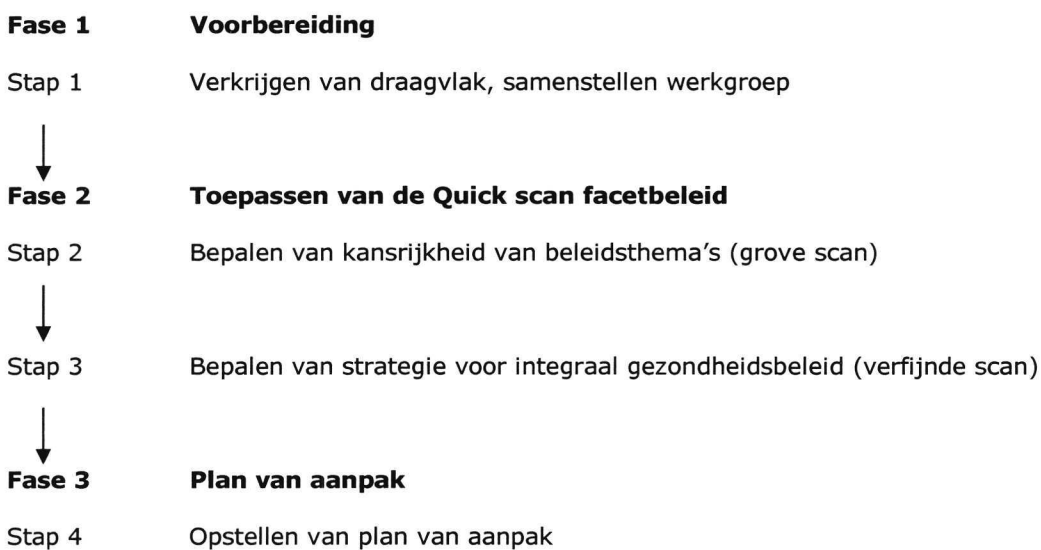 Fase 1 Voorbereiding
Stap 1 Verkrijgen van draagvlak, samenstellen werkgroep
Fase 2 Toepassen van de Quick scan facetbeleid
Stap 2 Bepalen van kansrijkheid van beleidsthema's (grove scan)
Stap 3 Bepalen van strategie voor integraal gezondheidsbeleid (verfijnde scan)
Fase 3 Plan van aanpak
Stap 4 Opstellen van plan van aanpak